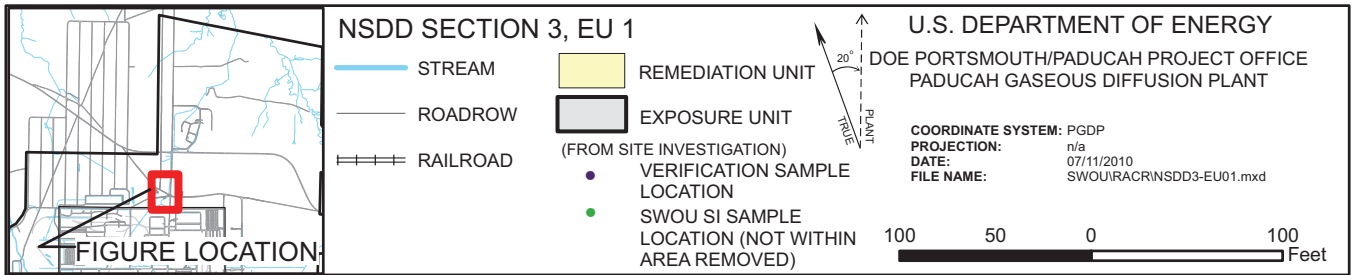 FIGURE LOCATION
NSDD SECTION 3, EU 1
STREAM
ROADROW
RAILROAD
REMEDIATION UNIT
EXPOSURE UNIT
(FROM SITE INVESTIGATION)
VERIFICATION SAMPLE
LOCATION
SWOU SI SAMPLE
LOCATION (NOT WITHIN
AREA REMOVED)
20°
TRUE
PLANT
U.S. DEPARTMENT OF ENERGY
DOE PORTSMOUTH/PADUCAH PROJECT OFFICE
PADUCAH GASEOUS DIFFUSION PLANT
COORDINATE SYSTEM: PGDP
PROJECTION: n/a
DATE: 07/11/2010
FILE NAME: SWOU\RACR\NSDD3-EU01.mxd
100 50 0 100
Feet